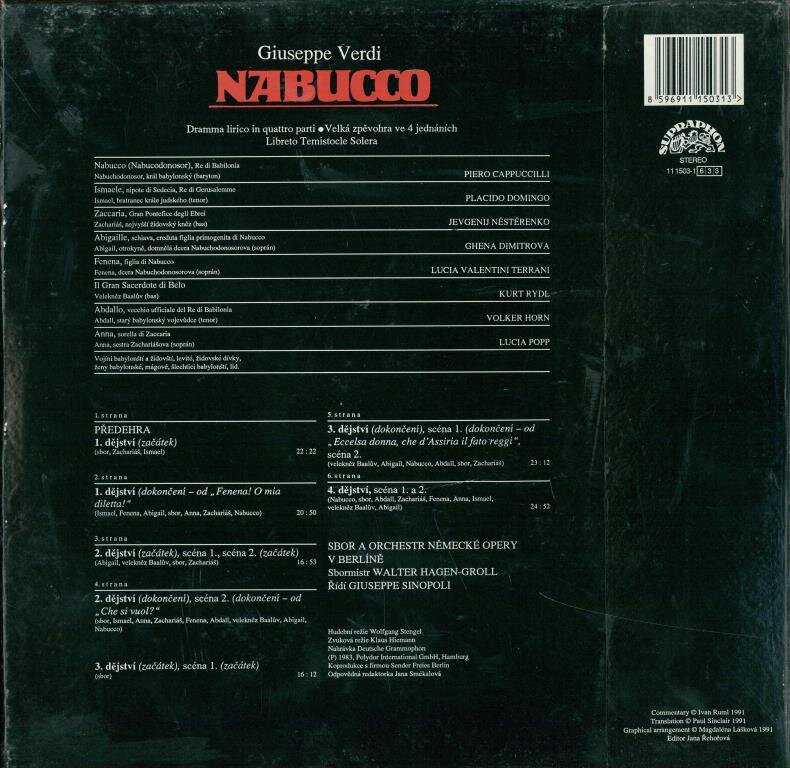 Giuseppe Verdi
NABUCCO
Dramma lirico in quattro parti ● Velká zpěvohra ve 4 jednáních
Libreto Temistocle Solera
Nabucco (Nabucodonosor), Re di Babilonia
Nabuchodonosor, král babylonský (baryton) PIERO CAPPUCCILLI
Ismaele, nipote di Sedecia, Re di Gerusalemme
Ismael, bratranec krále judského (tenor) PLACIDO DOMINGO
Zaccaria, Gran Pontefice degli Ebrei
Zachariáš, nejvyšší židovský kněz (bas) JEVGENIJ NĚSTĚRENKO
Abigaille, schiava, creduta figlia primogenita di Nabucco
Abigail, otrokyně, domnělá dcera Nabuchodonosorova (soprán) GHENA DIMITROVA
Fenena, figlia di Nabucco
Fenena, dcera Nabuchodonosorova (soprán) LUCIA VALENTINI TERRANI
Il Gran Sacerdote di Belo
Velekněz Baalův (bas) KURT RYDL
Abdallo, vecchio ufficiale del Re di Babilonia
Abdall, starý babylonský vojevůdce (tenor) VOLKER HORN
Anna, sorella di Zaccaria
Anna, sestra Zachariášova (soprán) LUCIA POPP
Vojíni babylonští a židovští, levité, židovské dívky,
ženy babylonské, mágové, šlechtici babylonští, lid.
1. strana
PŘEDEHRA
1. dějství (začátek)
(sbor, Zachariáš, Ismael) 22 : 22
2. strana
1. dějství (dokončení – od „Fenena! O mia
diletta!“
(Ismael, Fenena, Abigail, sbor, Anna, Zachariáš, Nabucco) 20 : 50
3. strana
2. dějství (začátek), scéna 1., scéna 2. (začátek)
(Abigail, velekněz Baalův, sbor, Zachariáš) 16 : 53
4. strana
2. dějství (dokončení), scéna 2. (dokončení – od
„Che si vuol?“
(sbor, Ismael, Anna, Zachariáš, Fenena, Abdall, velekněz Baalův, Abigail,
Nabucco)
3. dějství (začátek), scéna 1. (začátek)
(sbor) 16 : 12
5. strana
3. dějství (dokončení), scéna 1. (dokončení – od
„Eccelsa donna, che d'Assiria il fato reggi“,
scéna 2.
(velekněz Baalův, Abigail, Nabucco, Abdall, sbor, Zachariáš) 23 : 12
6. strana
4. dějství, scéna 1. a 2.
(Nabucco, sbor, Abdall, Zachariáš, Fenena, Anna, Ismael,
velekněz Baalův, Abigail) 24 : 52
SBOR A ORCHESTR NĚMECKÉ OPERY
V BERLÍNĚ
Sbormistr WALTER HAGEN-GROLL
Řídí GIUSEPPE SINOPOLI
Hudební režie Wolfgang Stengel
Zvuková režie Klaus Hiemann
Nahrávka Deutsche Grammophon
(P) 1983, Polydor International GmbH, Hamburg
Koprodukce s firmou Sender Freies Berlin
Odpovědná redaktorka Jana Smékalová
8 596911 150313 >
SUPRAPHON
STEREO
11 1503-1 633
Commentary © Ivan Ruml 1991
Translation © Paul Sinclair 1991
Graphical arrangement © Magdaléna Lášková 1991
Editor Jana Řehořová